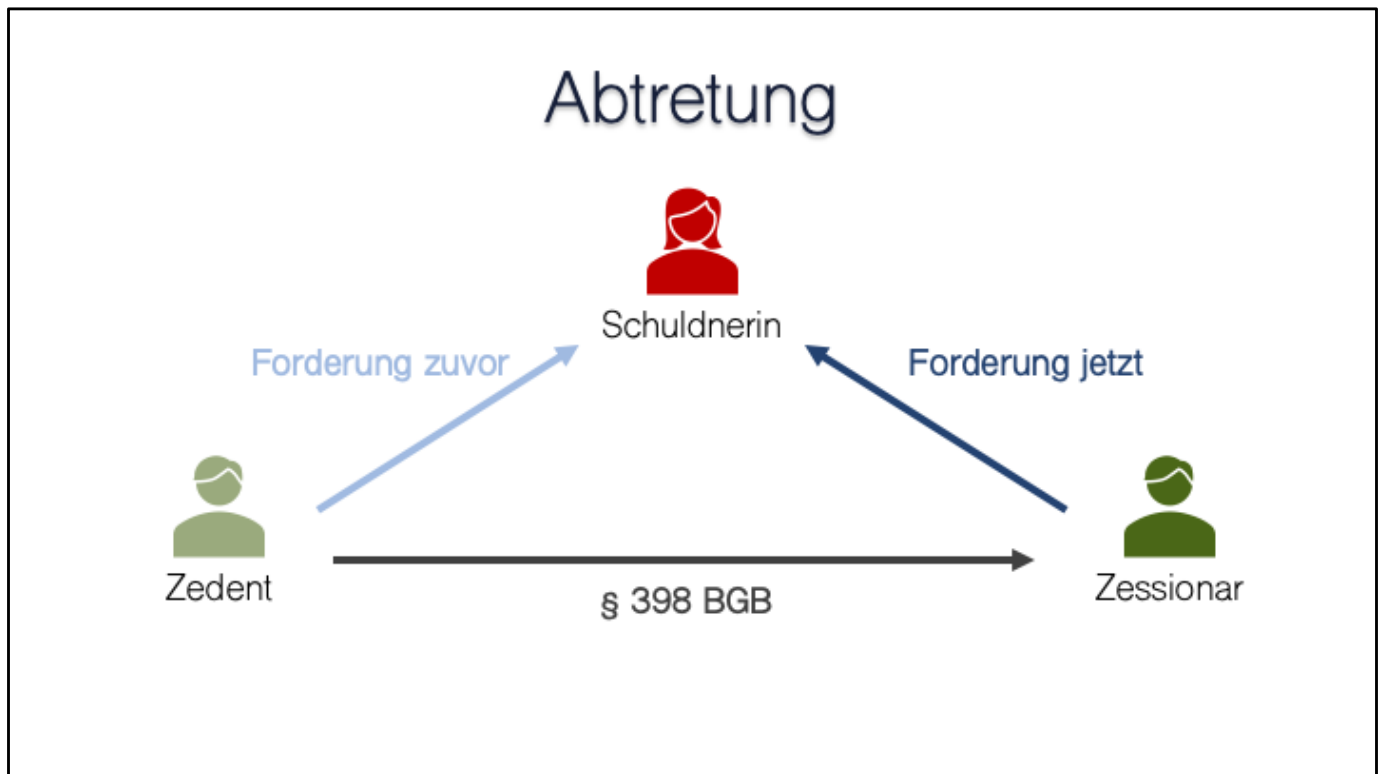 Abtretung
Schuldnerin
Forderung zuvor
Forderung jetzt
Zedent
§ 398 BGB
Zessionar